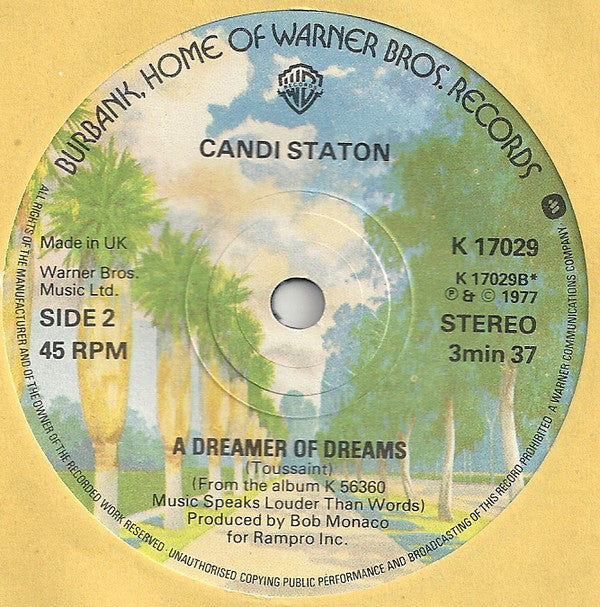 BURBANK, HOME OF WARNER BROS. RECORDS
CANDI STATON
Made in UK
Warner Bros.
Music Ltd.
SIDE 2
45 RPM
K 17029
K 17029B*
℗ & © 1977
STEREO
3min 37
A DREAMER OF DREAMS
(Toussaint)
(From the album K 56360
Music Speaks Louder Than Words)
Produced by Bob Monaco
for Rampro Inc.
ALL RIGHTS OF THE MANUFACTURER AND OF THE OWNER OF THE RECORDED WORK RESERVED · UNAUTHORISED COPYING PUBLIC PERFORMANCE AND BROADCASTING OF THIS RECORD PROHIBITED · A WARNER COMMUNICATIONS COMPANY